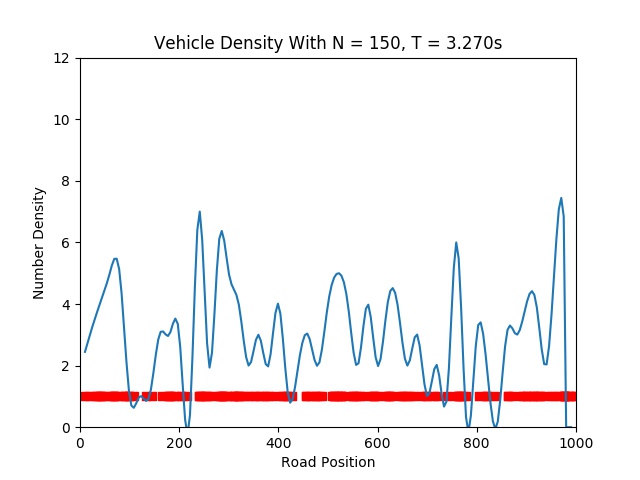 Vehicle Density With N = 150, T = 3.270s
12
10
8
6
4
2
0
Number Density
0 200 400 600 800 1000
Road Position